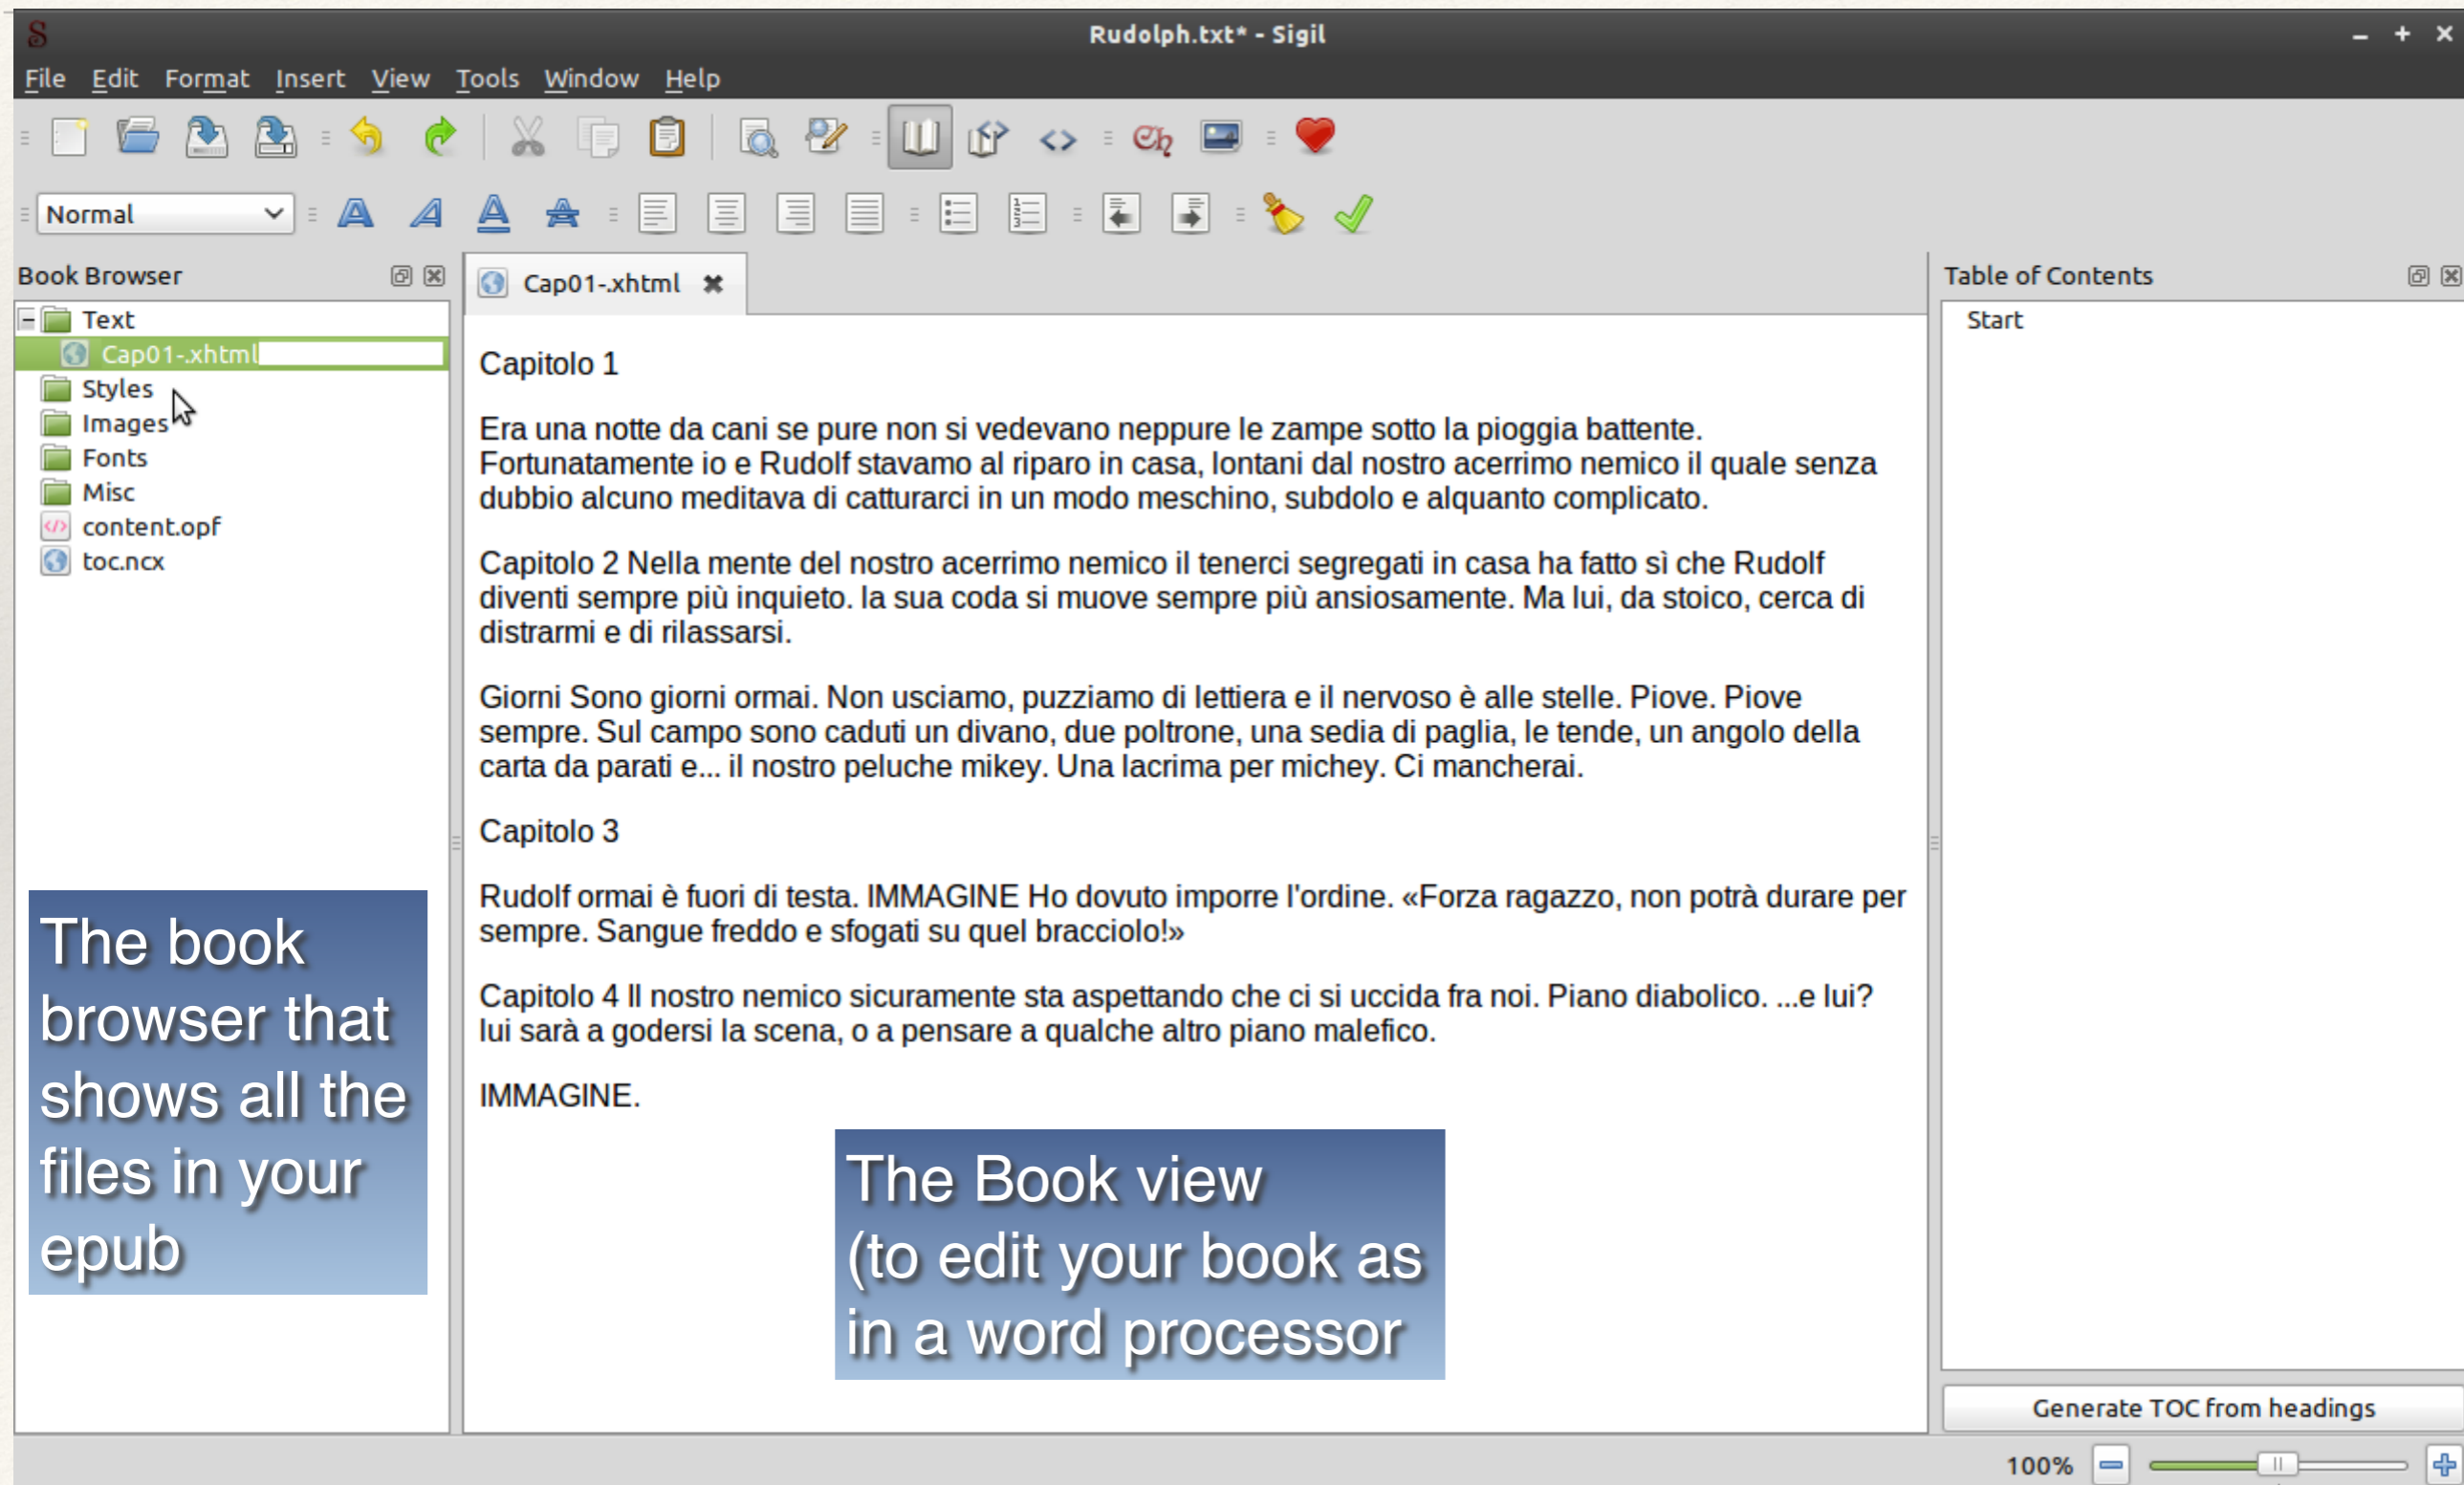 Rudolph.txt* - Sigil
File Edit Format Insert View Tools Window Help
Normal
Book Browser
Text
Cap01-.xhtml
Styles
Images
Fonts
Misc
content.opf
toc.ncx
The book
browser that
shows all the
files in your
epub
Cap01-.xhtml
Capitolo 1
Era una notte da cani se pure non si vedevano neppure le zampe sotto la pioggia battente.
Fortunatamente io e Rudolf stavamo al riparo in casa, lontani dal nostro acerrimo nemico il quale senza
dubbio alcuno meditava di catturarci in un modo meschino, subdolo e alquanto complicato.
Capitolo 2 Nella mente del nostro acerrimo nemico il tenerci segregati in casa ha fatto sì che Rudolf
diventi sempre più inquieto. la sua coda si muove sempre più ansiosamente. Ma lui, da stoico, cerca di
distrarmi e di rilassarsi.
Giorni Sono giorni ormai. Non usciamo, puzziamo di lettiera e il nervoso è alle stelle. Piove. Piove
sempre. Sul campo sono caduti un divano, due poltrone, una sedia di paglia, le tende, un angolo della
carta da parati e... il nostro peluche mikey. Una lacrima per michey. Ci mancherai.
Capitolo 3
Rudolf ormai è fuori di testa. IMMAGINE Ho dovuto imporre l'ordine. «Forza ragazzo, non potrà durare per
sempre. Sangue freddo e sfogati su quel bracciolo!»
Capitolo 4 Il nostro nemico sicuramente sta aspettando che ci si uccida fra noi. Piano diabolico. ...e lui?
lui sarà a godersi la scena, o a pensare a qualche altro piano malefico.
IMMAGINE.
The Book view
(to edit your book as
in a word processor
Table of Contents
Start
Generate TOC from headings
100%